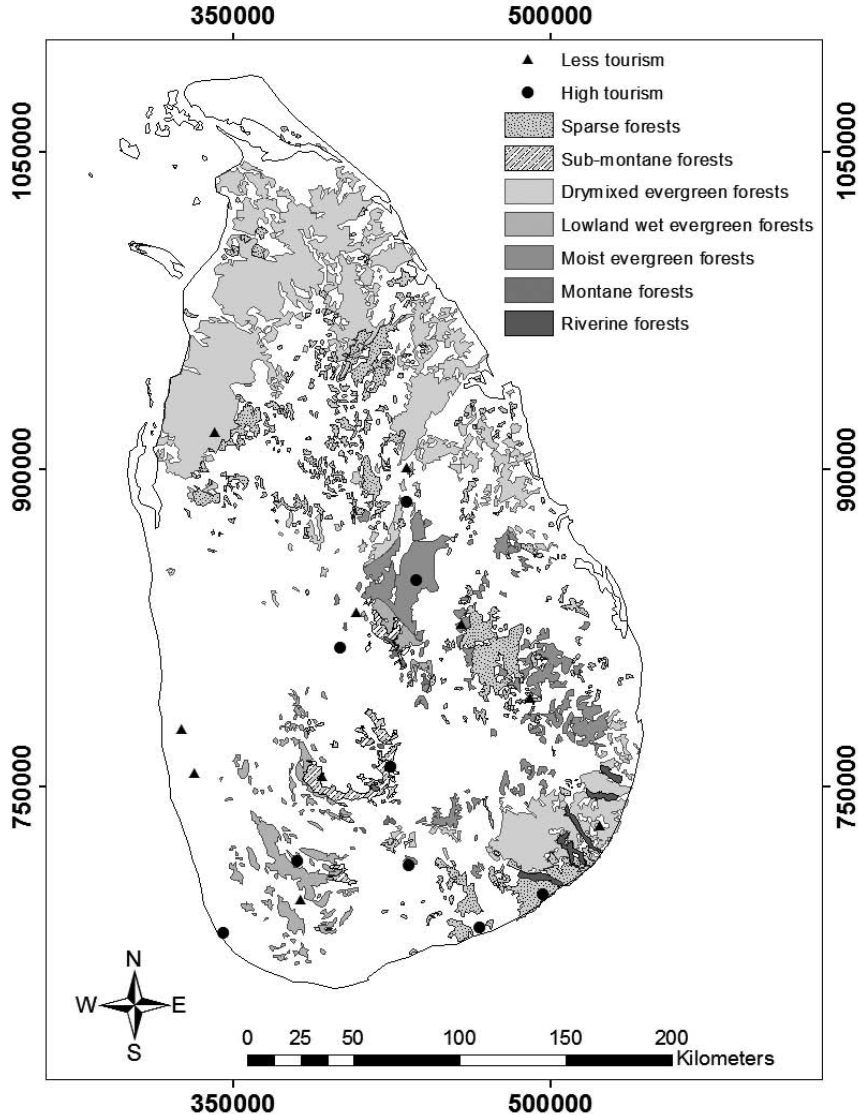 350000 500000
Less tourism
High tourism
Sparse forests
Sub-montane forests
Drymixed evergreen forests
Lowland wet evergreen forests
Moist evergreen forests
Montane forests
Riverine forests
1050000 1050000
900000 900000
750000 750000
N
W E
S
0 25 50 100 150 200
Kilometers
350000 500000